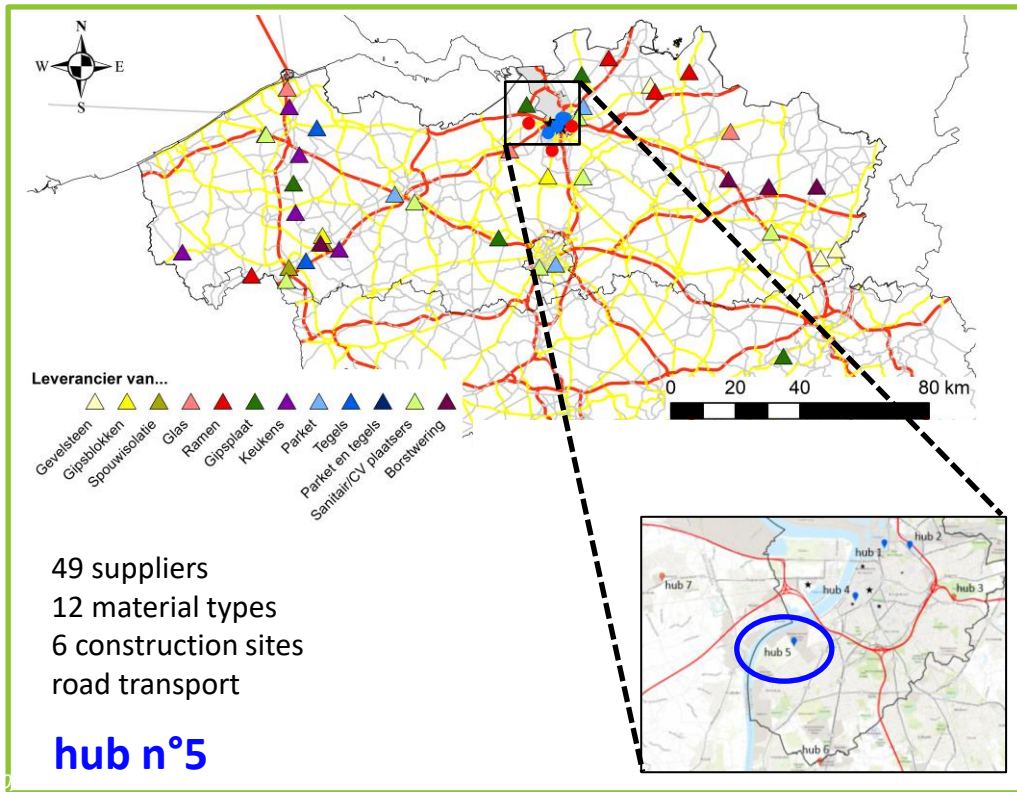 N
W E
S
Leverancier van...
Gevelsteen
Gipsblokken
Spouwisolatie
Glas
Ramen
Gipsplaat
Keukens
Parket
Tegels
Parket en tegels
Sanitair/CV plaatsers
Borstwering
0 20 40 80 km
hub 1
hub 2
hub 7
hub 4
hub 3
hub 5
hub 6
49 suppliers
12 material types
6 construction sites
road transport
hub n°5